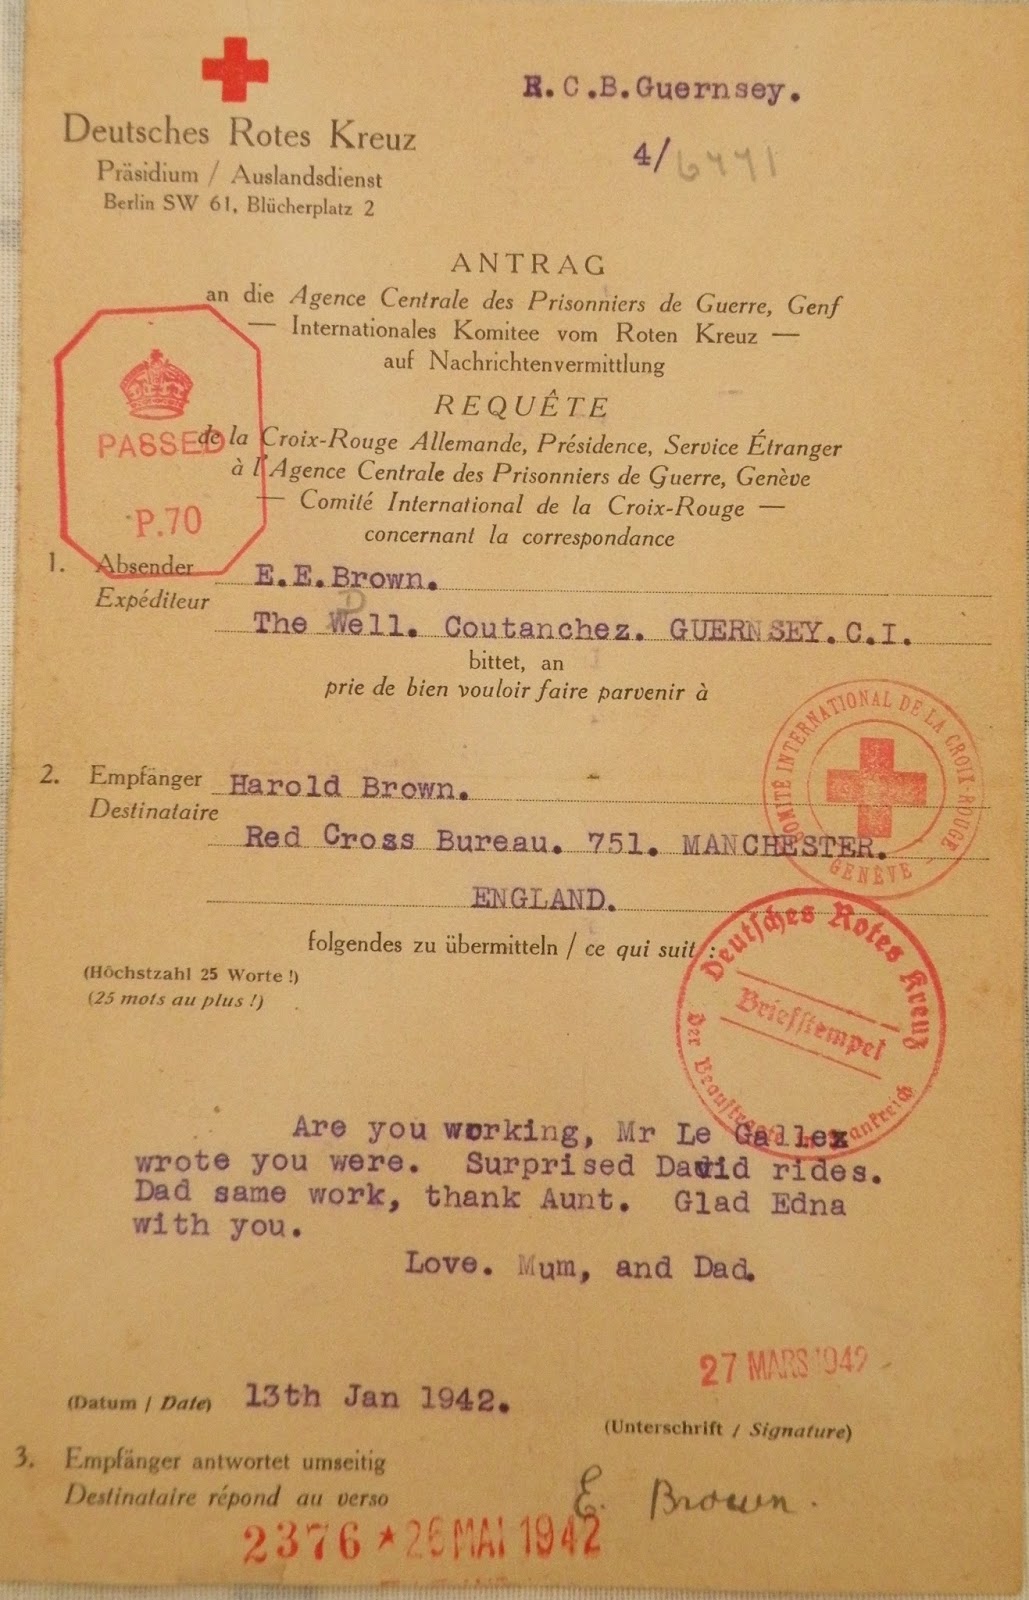 Deutsches Rotes Kreuz
Präsidium / Auslandsdienst
Berlin SW 61, Blücherplatz 2
R.C.B.Guernsey.
4/6771
ANTRAG
an die Agence Centrale des Prisonniers de Guerre, Genf
— Internationales Komitee vom Roten Kreuz —
auf Nachrichtenvermittlung
REQUÊTE
de la Croix-Rouge Allemande, Présidence, Service Étranger
à l'Agence Centrale des Prisonniers de Guerre, Genève
— Comité International de la Croix-Rouge —
concernant la correspondance
PASSED
P.70
1. Absender E.E.Brown.
Expéditeur
The Well. Coutanchez. GUERNSEY.C.I.
bittet, an
prie de bien vouloir faire parvenir à
2. Empfänger Harold Brown.
Destinataire
Red Cross Bureau. 751. MANCHESTER.
ENGLAND.
COMITÉ INTERNATIONAL DE LA CROIX-ROUGE
GENÈVE
folgendes zu übermitteln / ce qui suit :
(Höchstzahl 25 Worte !)
(25 mots au plus !)
Deutsches Rotes Kreuz
Briefstempel
Der Beauftragte in Frankreich
Are you working, Mr Le Gallez
wrote you were. Surprised David rides.
Dad same work, thank Aunt. Glad Edna
with you.
Love. Mum, and Dad.
27 MARS 1942
(Datum / Date) 13th Jan 1942.
(Unterschrift / Signature)
3. Empfänger antwortet umseitig
Destinataire répond au verso
E. Brown.
2376 * 26 MAI 1942